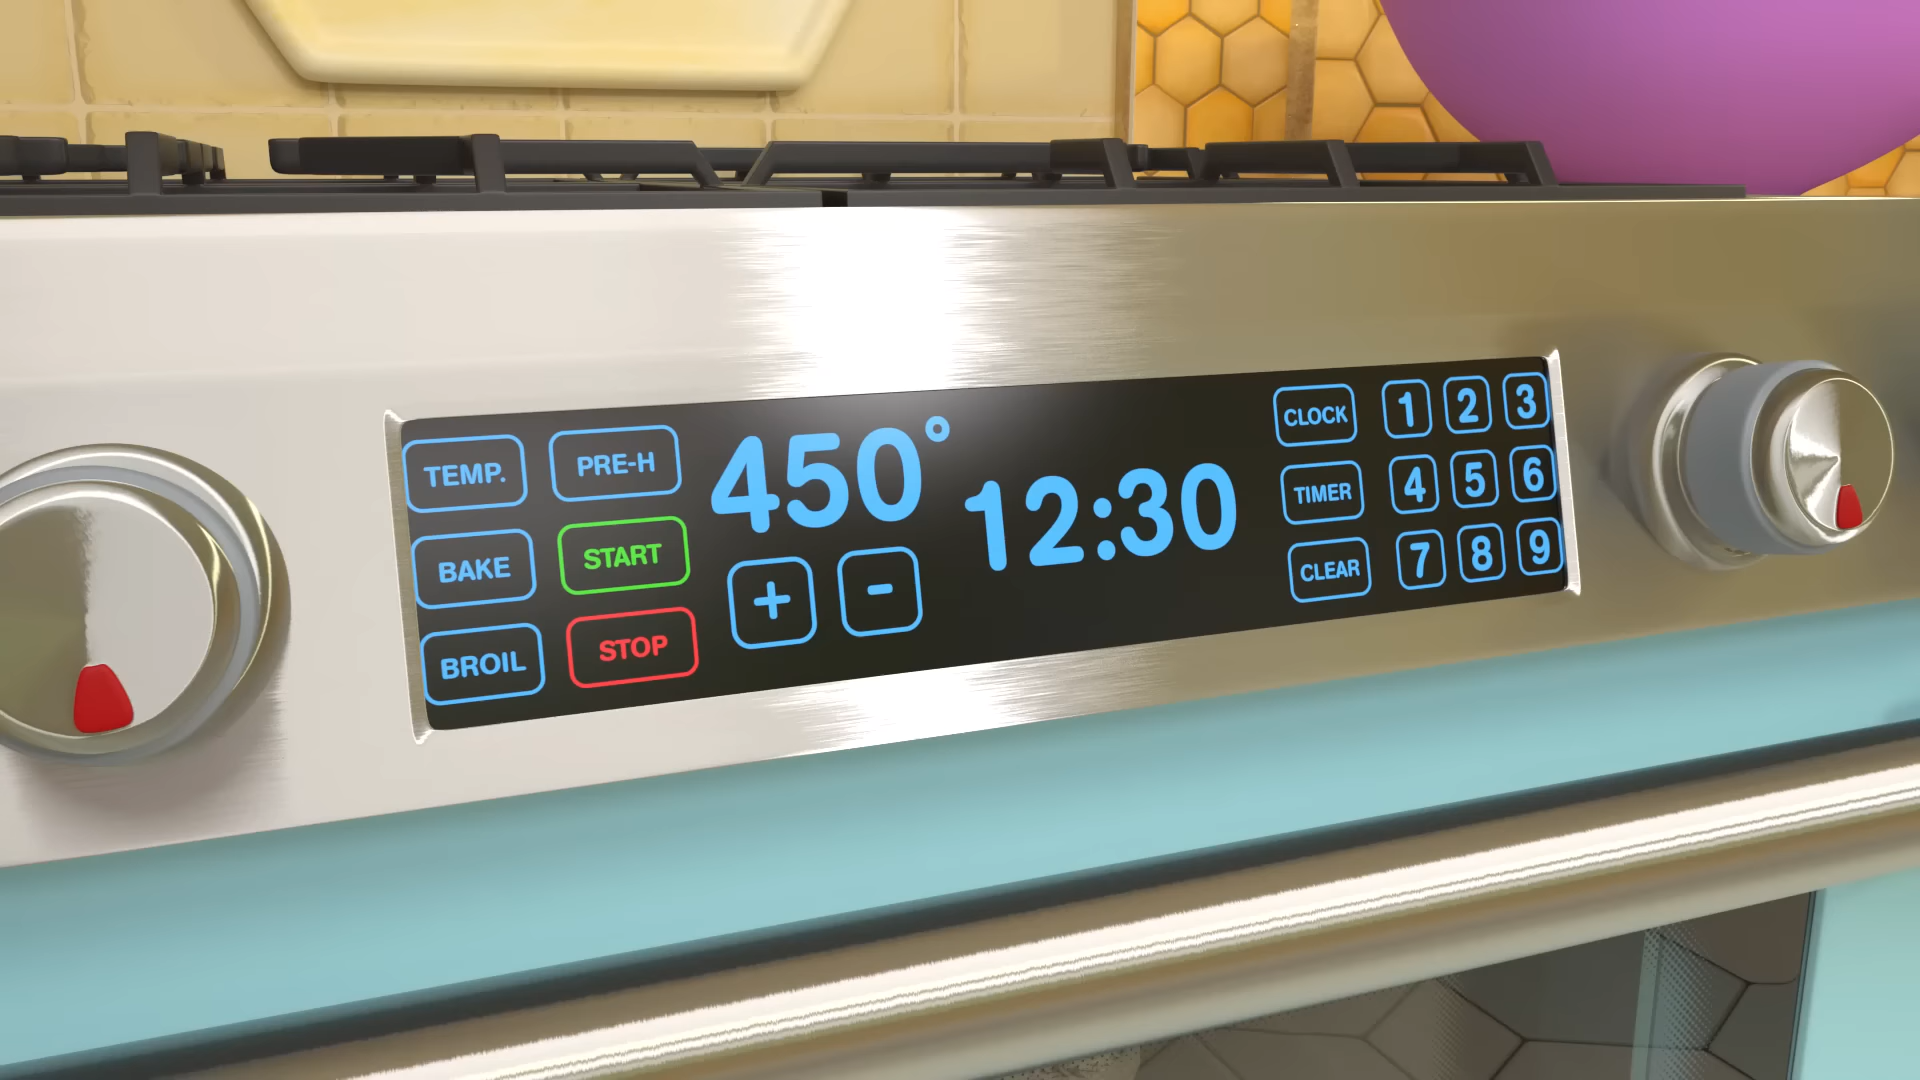 TEMP. PRE-H
BAKE START
BROIL STOP
450°
+ -
12:30
CLOCK 1 2 3
TIMER 4 5 6
CLEAR 7 8 9